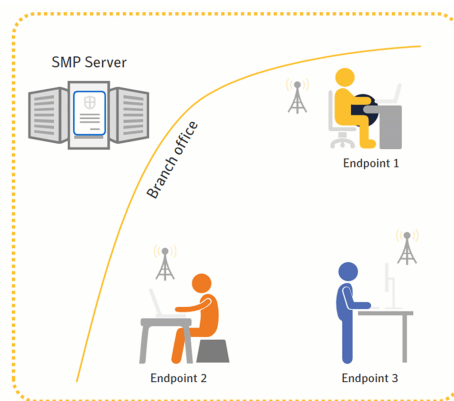 SMP Server
Branch office
Endpoint 1
Endpoint 2
Endpoint 3